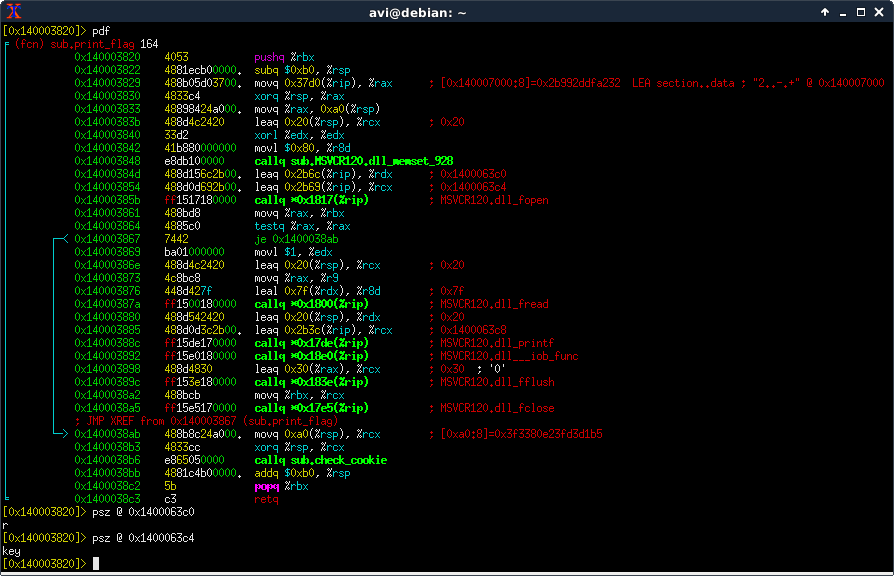 avi@debian: ~
[0x140003820]> pdf
(fcn) sub.print_flag 164
0x140003820 4053 pushq %rbx
0x140003822 4881ecb00000. subq $0xb0, %rsp
0x140003829 488b05d03700. movq 0x37d0(%rip), %rax ; [0x140007000:8]=0x2b992ddfa232 LEA section..data ; "2..-.+" @ 0x140007000
0x140003830 4833c4 xorq %rsp, %rax
0x140003833 48898424a000. movq %rax, 0xa0(%rsp)
0x14000383b 488d4c2420 leaq 0x20(%rsp), %rcx ; 0x20
0x140003840 33d2 xorl %edx, %edx
0x140003842 41b880000000 movl $0x80, %r8d
0x140003848 e8db100000 callq sub.MSVCR120.dll_memset_928
0x14000384d 488d156c2b00. leaq 0x2b6c(%rip), %rdx ; 0x1400063c0
0x140003854 488d0d692b00. leaq 0x2b69(%rip), %rcx ; 0x1400063c4
0x14000385b ff1517180000 callq *0x1817(%rip) ; MSVCR120.dll_fopen
0x140003861 488bd8 movq %rax, %rbx
0x140003864 4885c0 testq %rax, %rax
0x140003867 7442 je 0x1400038ab
0x140003869 ba01000000 movl $1, %edx
0x14000386e 488d4c2420 leaq 0x20(%rsp), %rcx ; 0x20
0x140003873 4c8bc8 movq %rax, %r9
0x140003876 448d427f leal 0x7f(%rdx), %r8d ; 0x7f
0x14000387a ff1500180000 callq *0x1800(%rip) ; MSVCR120.dll_fread
0x140003880 488d542420 leaq 0x20(%rsp), %rdx ; 0x20
0x140003885 488d0d3c2b00. leaq 0x2b3c(%rip), %rcx ; 0x1400063c8
0x14000388c ff15de170000 callq *0x17de(%rip) ; MSVCR120.dll_printf
0x140003892 ff15e0180000 callq *0x18e0(%rip) ; MSVCR120.dll___iob_func
0x140003898 488d4830 leaq 0x30(%rax), %rcx ; 0x30 ; '0'
0x14000389c ff153e180000 callq *0x183e(%rip) ; MSVCR120.dll_fflush
0x1400038a2 488bcb movq %rbx, %rcx
0x1400038a5 ff15e5170000 callq *0x17e5(%rip) ; MSVCR120.dll_fclose
; JMP XREF from 0x140003867 (sub.print_flag)
0x1400038ab 488b8c24a000. movq 0xa0(%rsp), %rcx ; [0xa0:8]=0x3f3380e23fd3d1b5
0x1400038b3 4833cc xorq %rsp, %rcx
0x1400038b6 e865050000 callq sub.check_cookie
0x1400038bb 4881c4b00000. addq $0xb0, %rsp
0x1400038c2 5b popq %rbx
0x1400038c3 c3 retq
[0x140003820]> psz @ 0x1400063c0
r
[0x140003820]> psz @ 0x1400063c4
key
[0x140003820]>